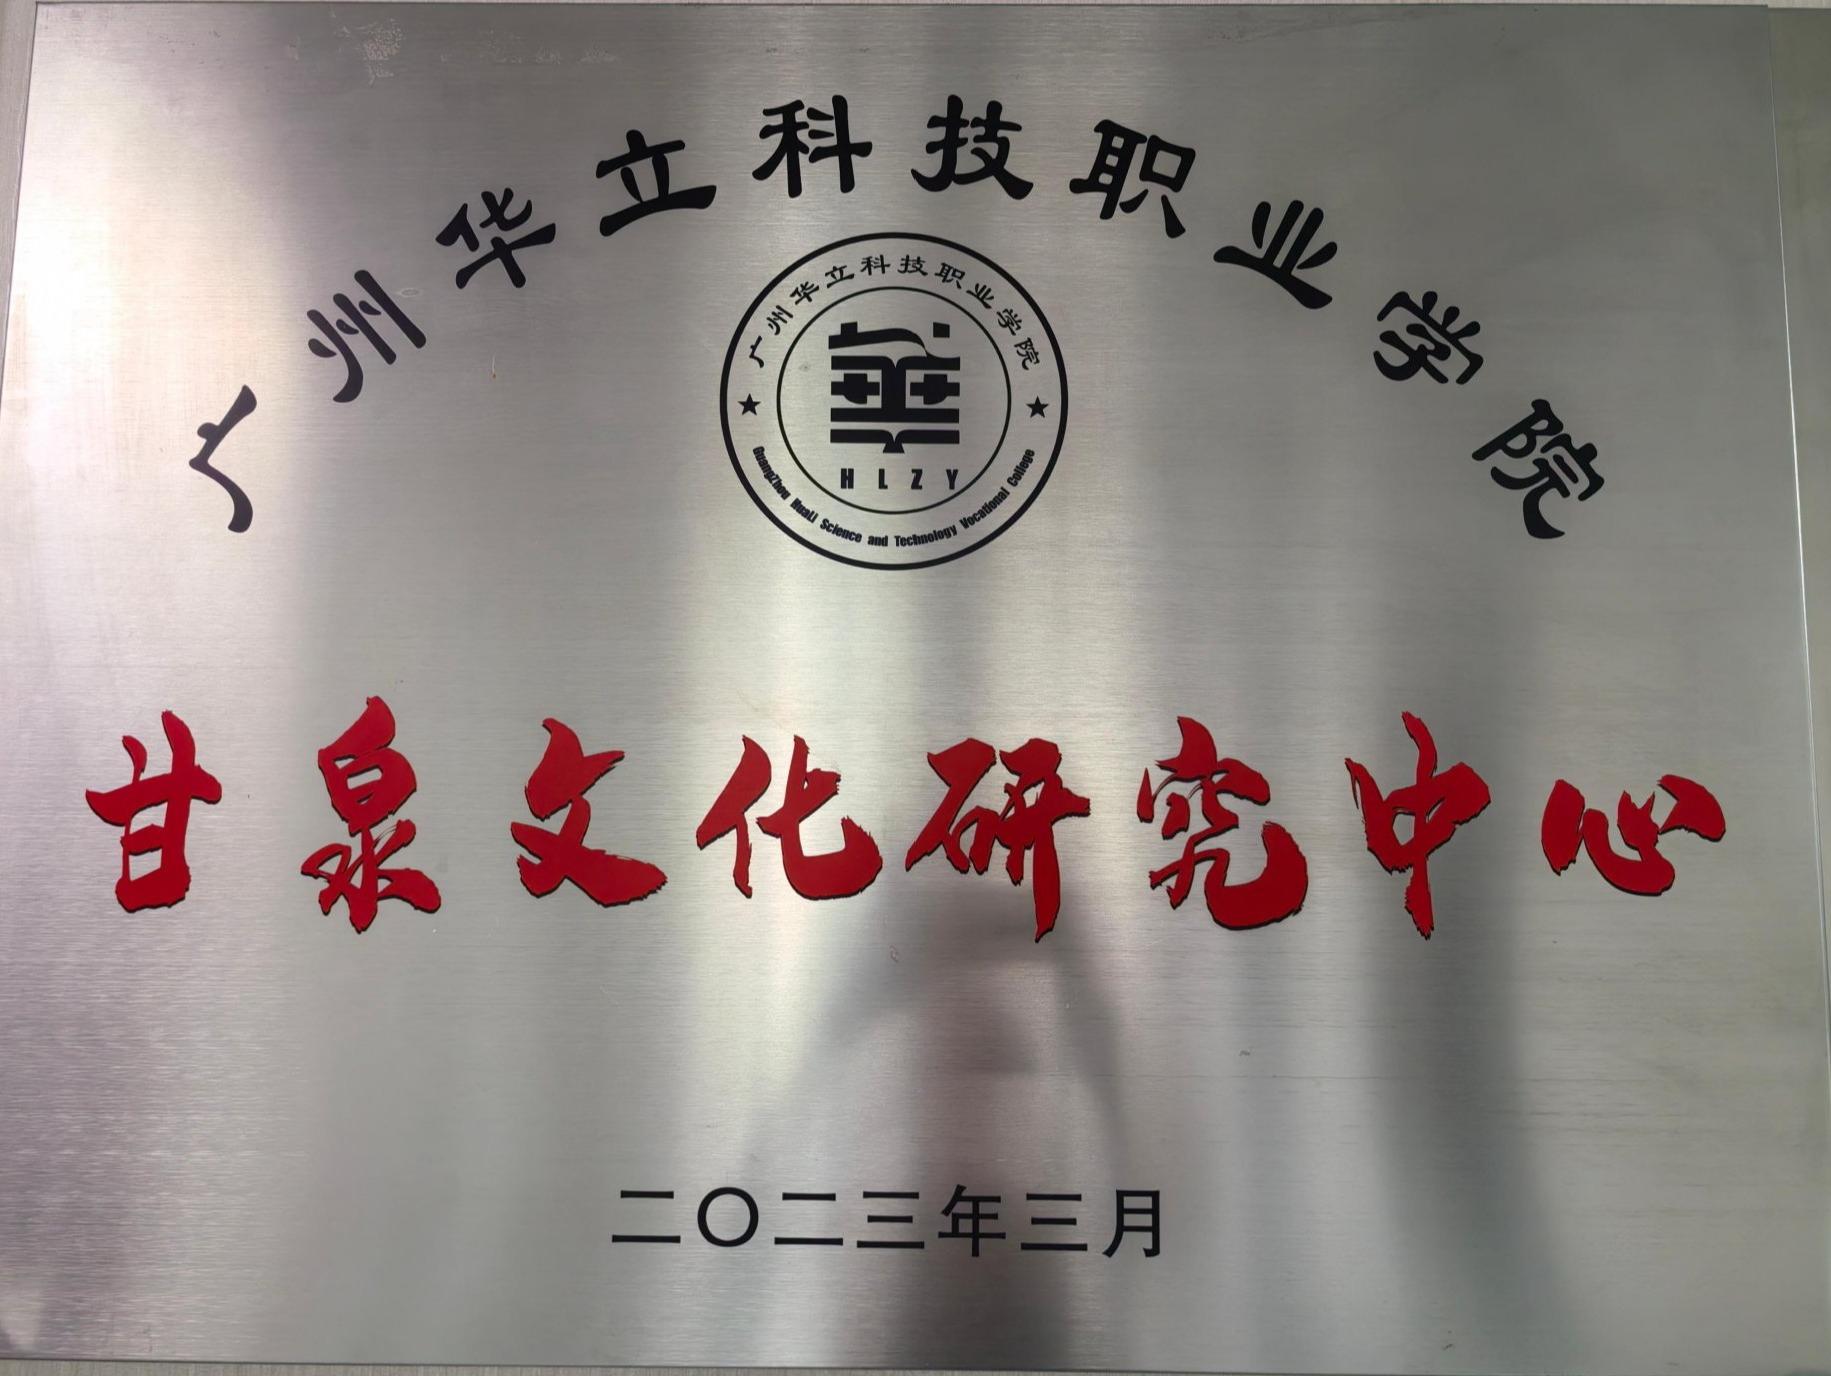 广州华立科技职业学院
广州华立科技职业学院
HLZY
GuangZhou HuaLi Science and Technology Vocational College
甘泉文化研究中心
二〇二三年三月